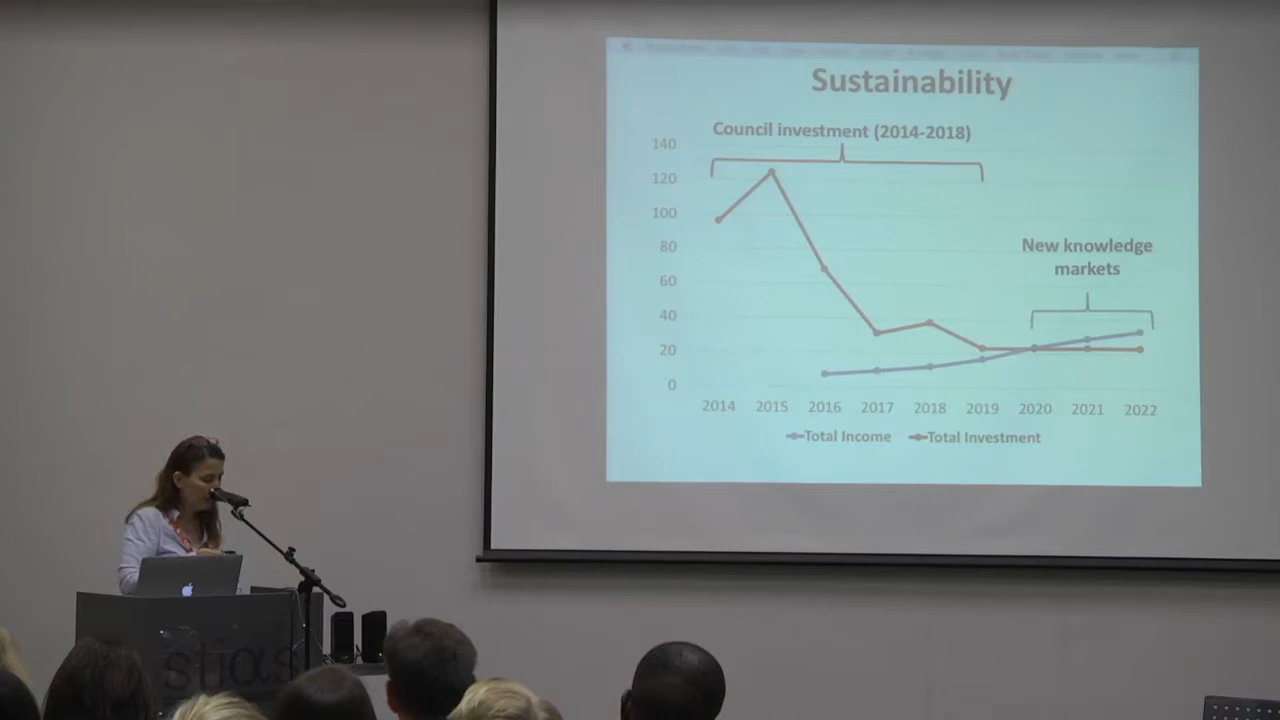 Sustainability
Council investment (2014-2018)
140
120
100
80
60
40
20
0
New knowledge
markets
2014 2015 2016 2017 2018 2019 2020 2021 2022
Total Income Total Investment
stias